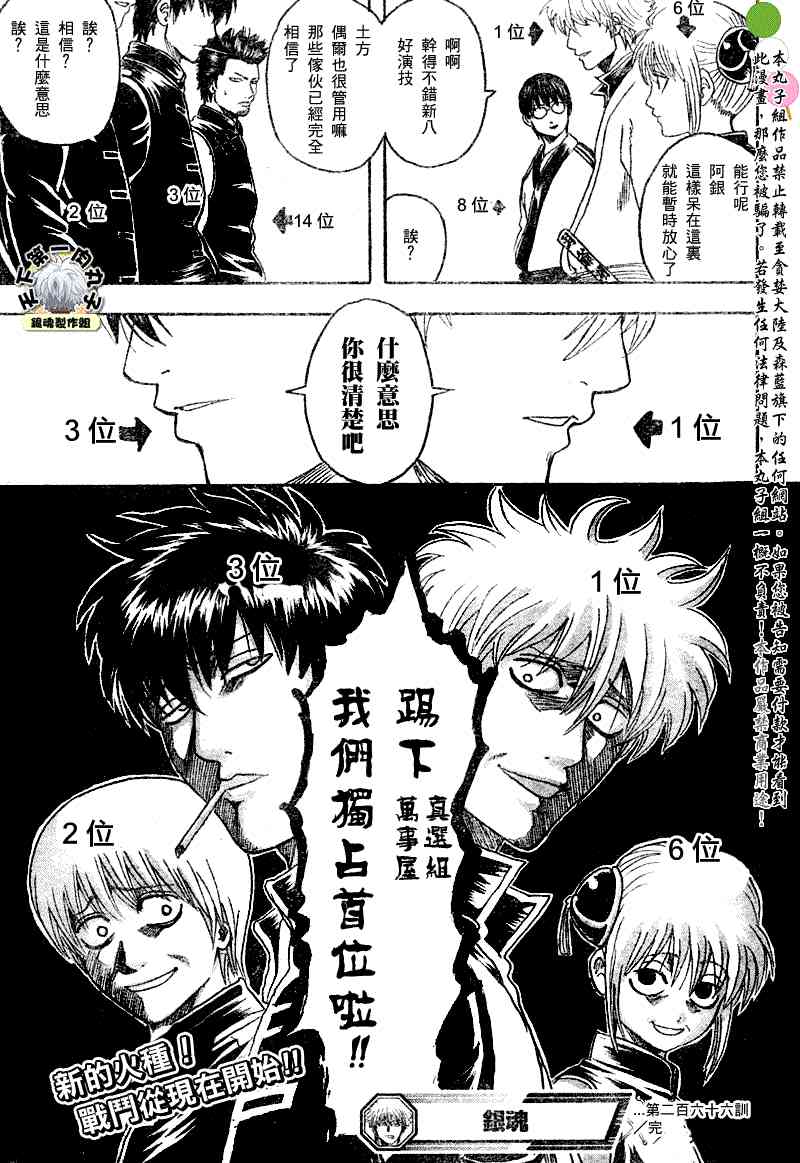 6位
1位
8位
能行呢
阿銀
這樣呆在這裏
就能暫時放心了
啊啊
幹得不錯新八
好演技
誒?
土方
偶爾也很管用嘛
那些傢伙已經完全
相信了
誒?
相信?
這是什麼意思
誒?
14位
3位
2位
天下第一
丸子
銀魂製作組
什麼意思
你很清楚吧
1位
3位
1位
3位
踢下
真選組
萬事屋
我們獨占首位啦!!
2位
6位
新的火種!
戰鬥從現在開始!!
銀魂
...第二百六十六訓
/完
本丸子組作品禁止轉載至貪婪大陸及森藍旗下的任何網站。如果您被告知需要付款才能看到
此漫畫,那麼您被騙了。若發生任何法律問題,本丸子組一概不負責!本作品嚴禁商業用途!